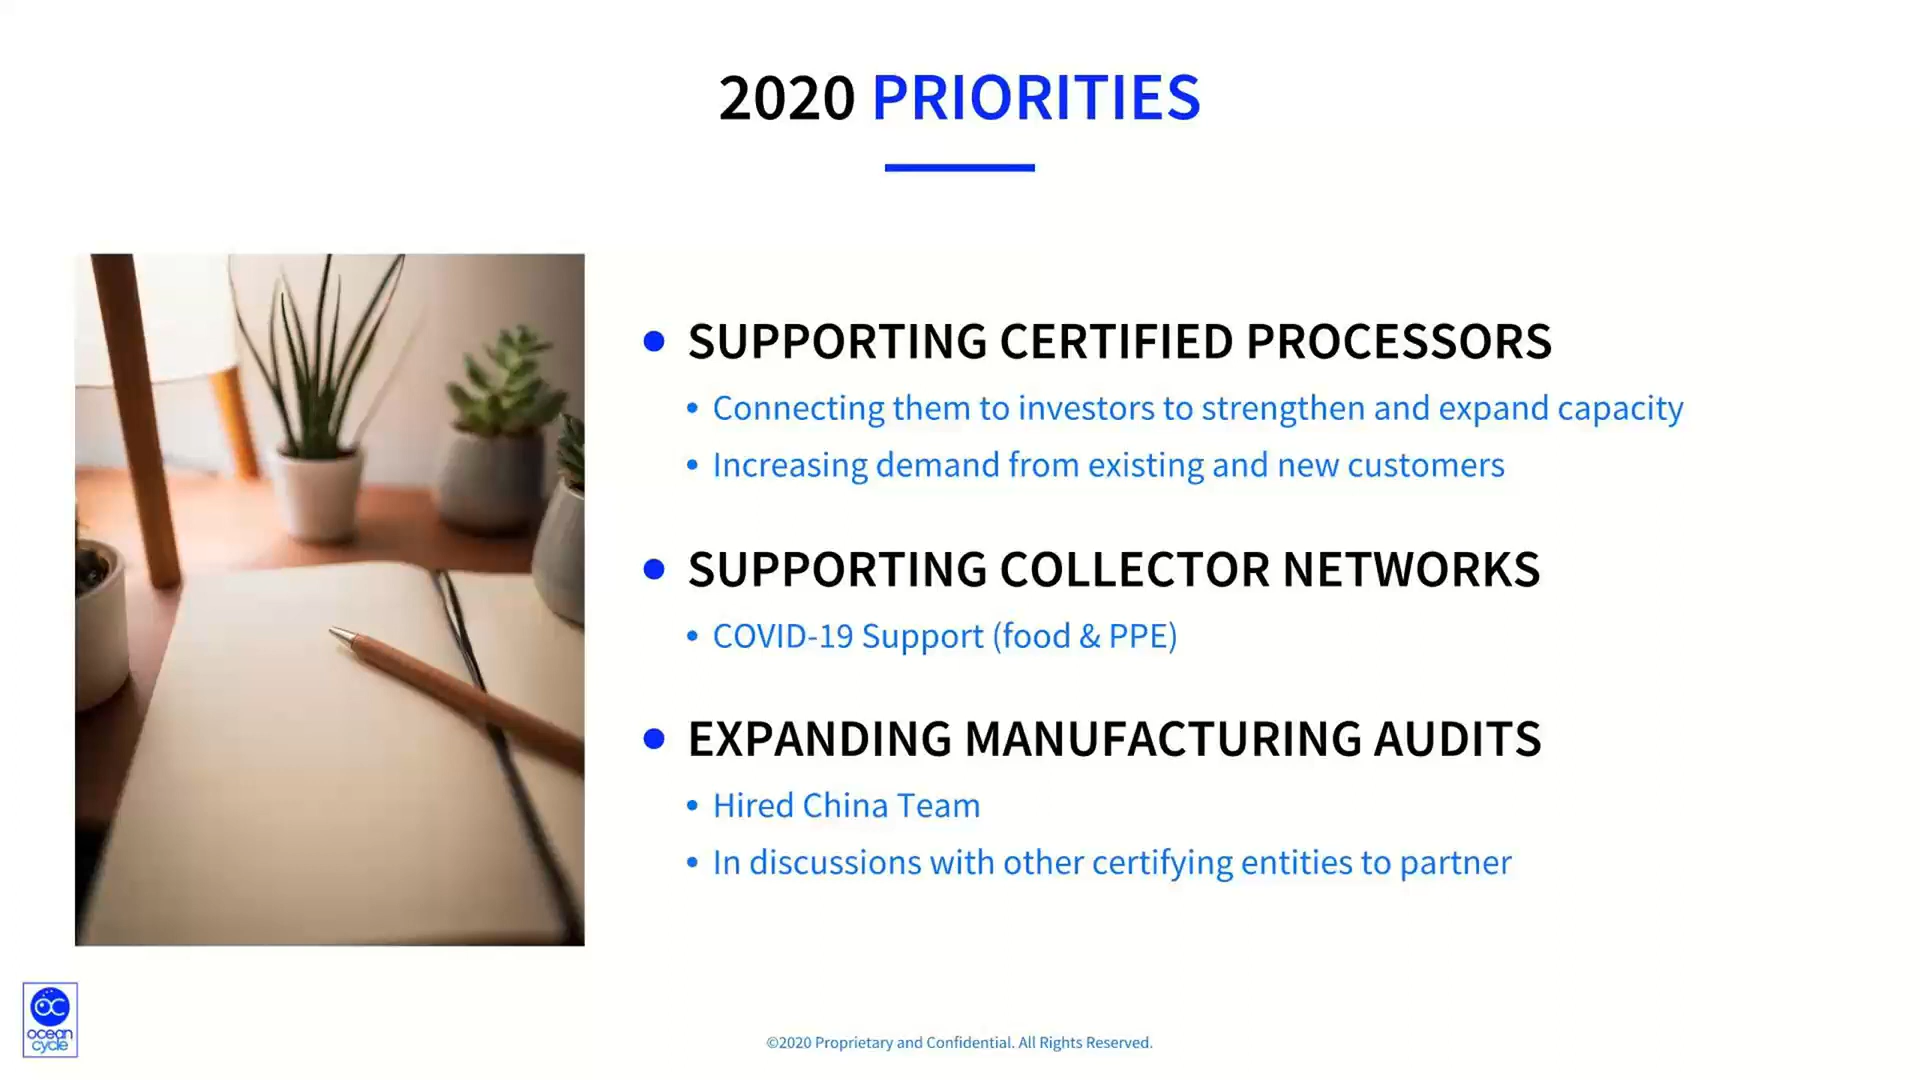 2020 PRIORITIES
• SUPPORTING CERTIFIED PROCESSORS
• Connecting them to investors to strengthen and expand capacity
• Increasing demand from existing and new customers
• SUPPORTING COLLECTOR NETWORKS
• COVID-19 Support (food & PPE)
• EXPANDING MANUFACTURING AUDITS
• Hired China Team
• In discussions with other certifying entities to partner
OC
ocean
cycle
©2020 Proprietary and Confidential. All Rights Reserved.